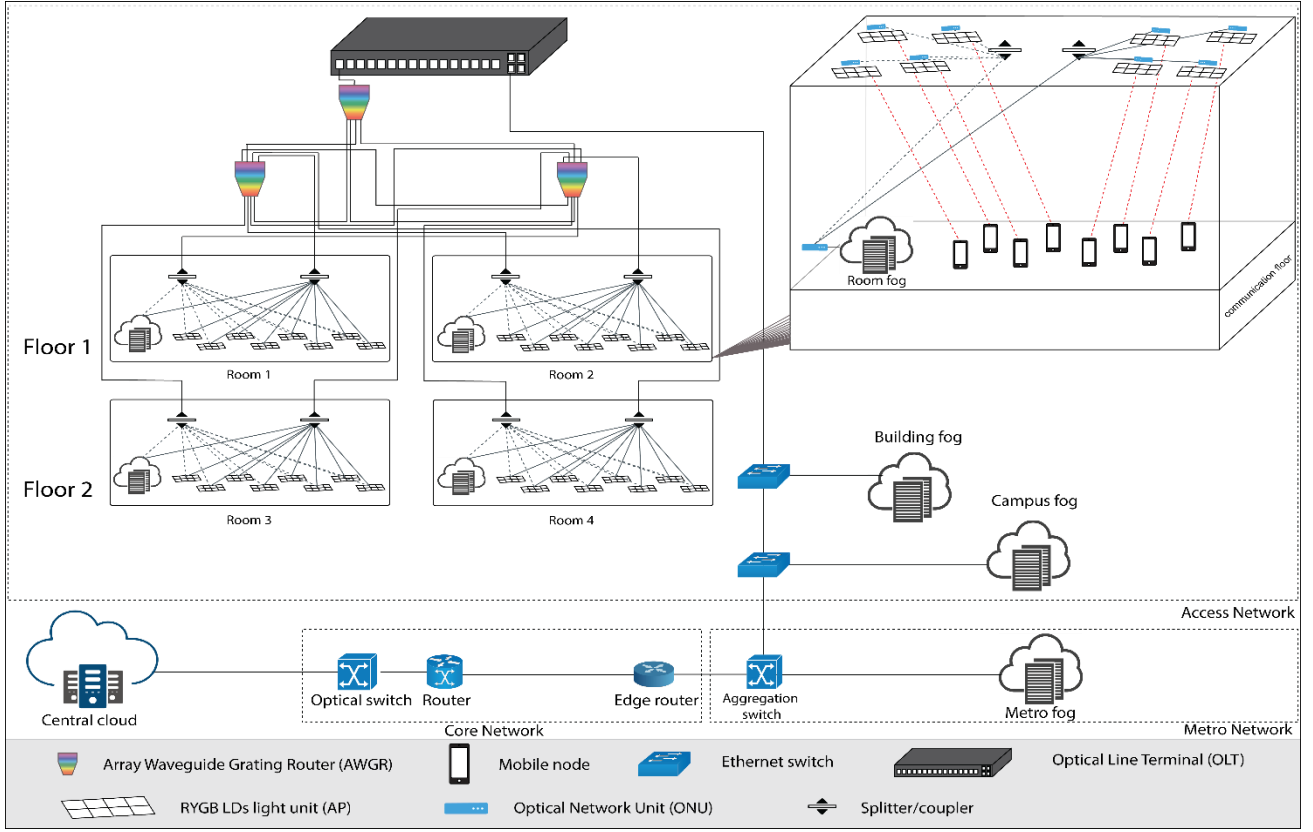 Room fog
communication floor
Floor 1
Room 1
Room 2
Floor 2
Room 3
Room 4
Building fog
Campus fog
Access Network
Central cloud
Optical switch
Router
Edge router
Aggregation
switch
Metro fog
Core Network
Metro Network
Array Waveguide Grating Router (AWGR)
Mobile node
Ethernet switch
Optical Line Terminal (OLT)
RYGB LDs light unit (AP)
Optical Network Unit (ONU)
Splitter/coupler